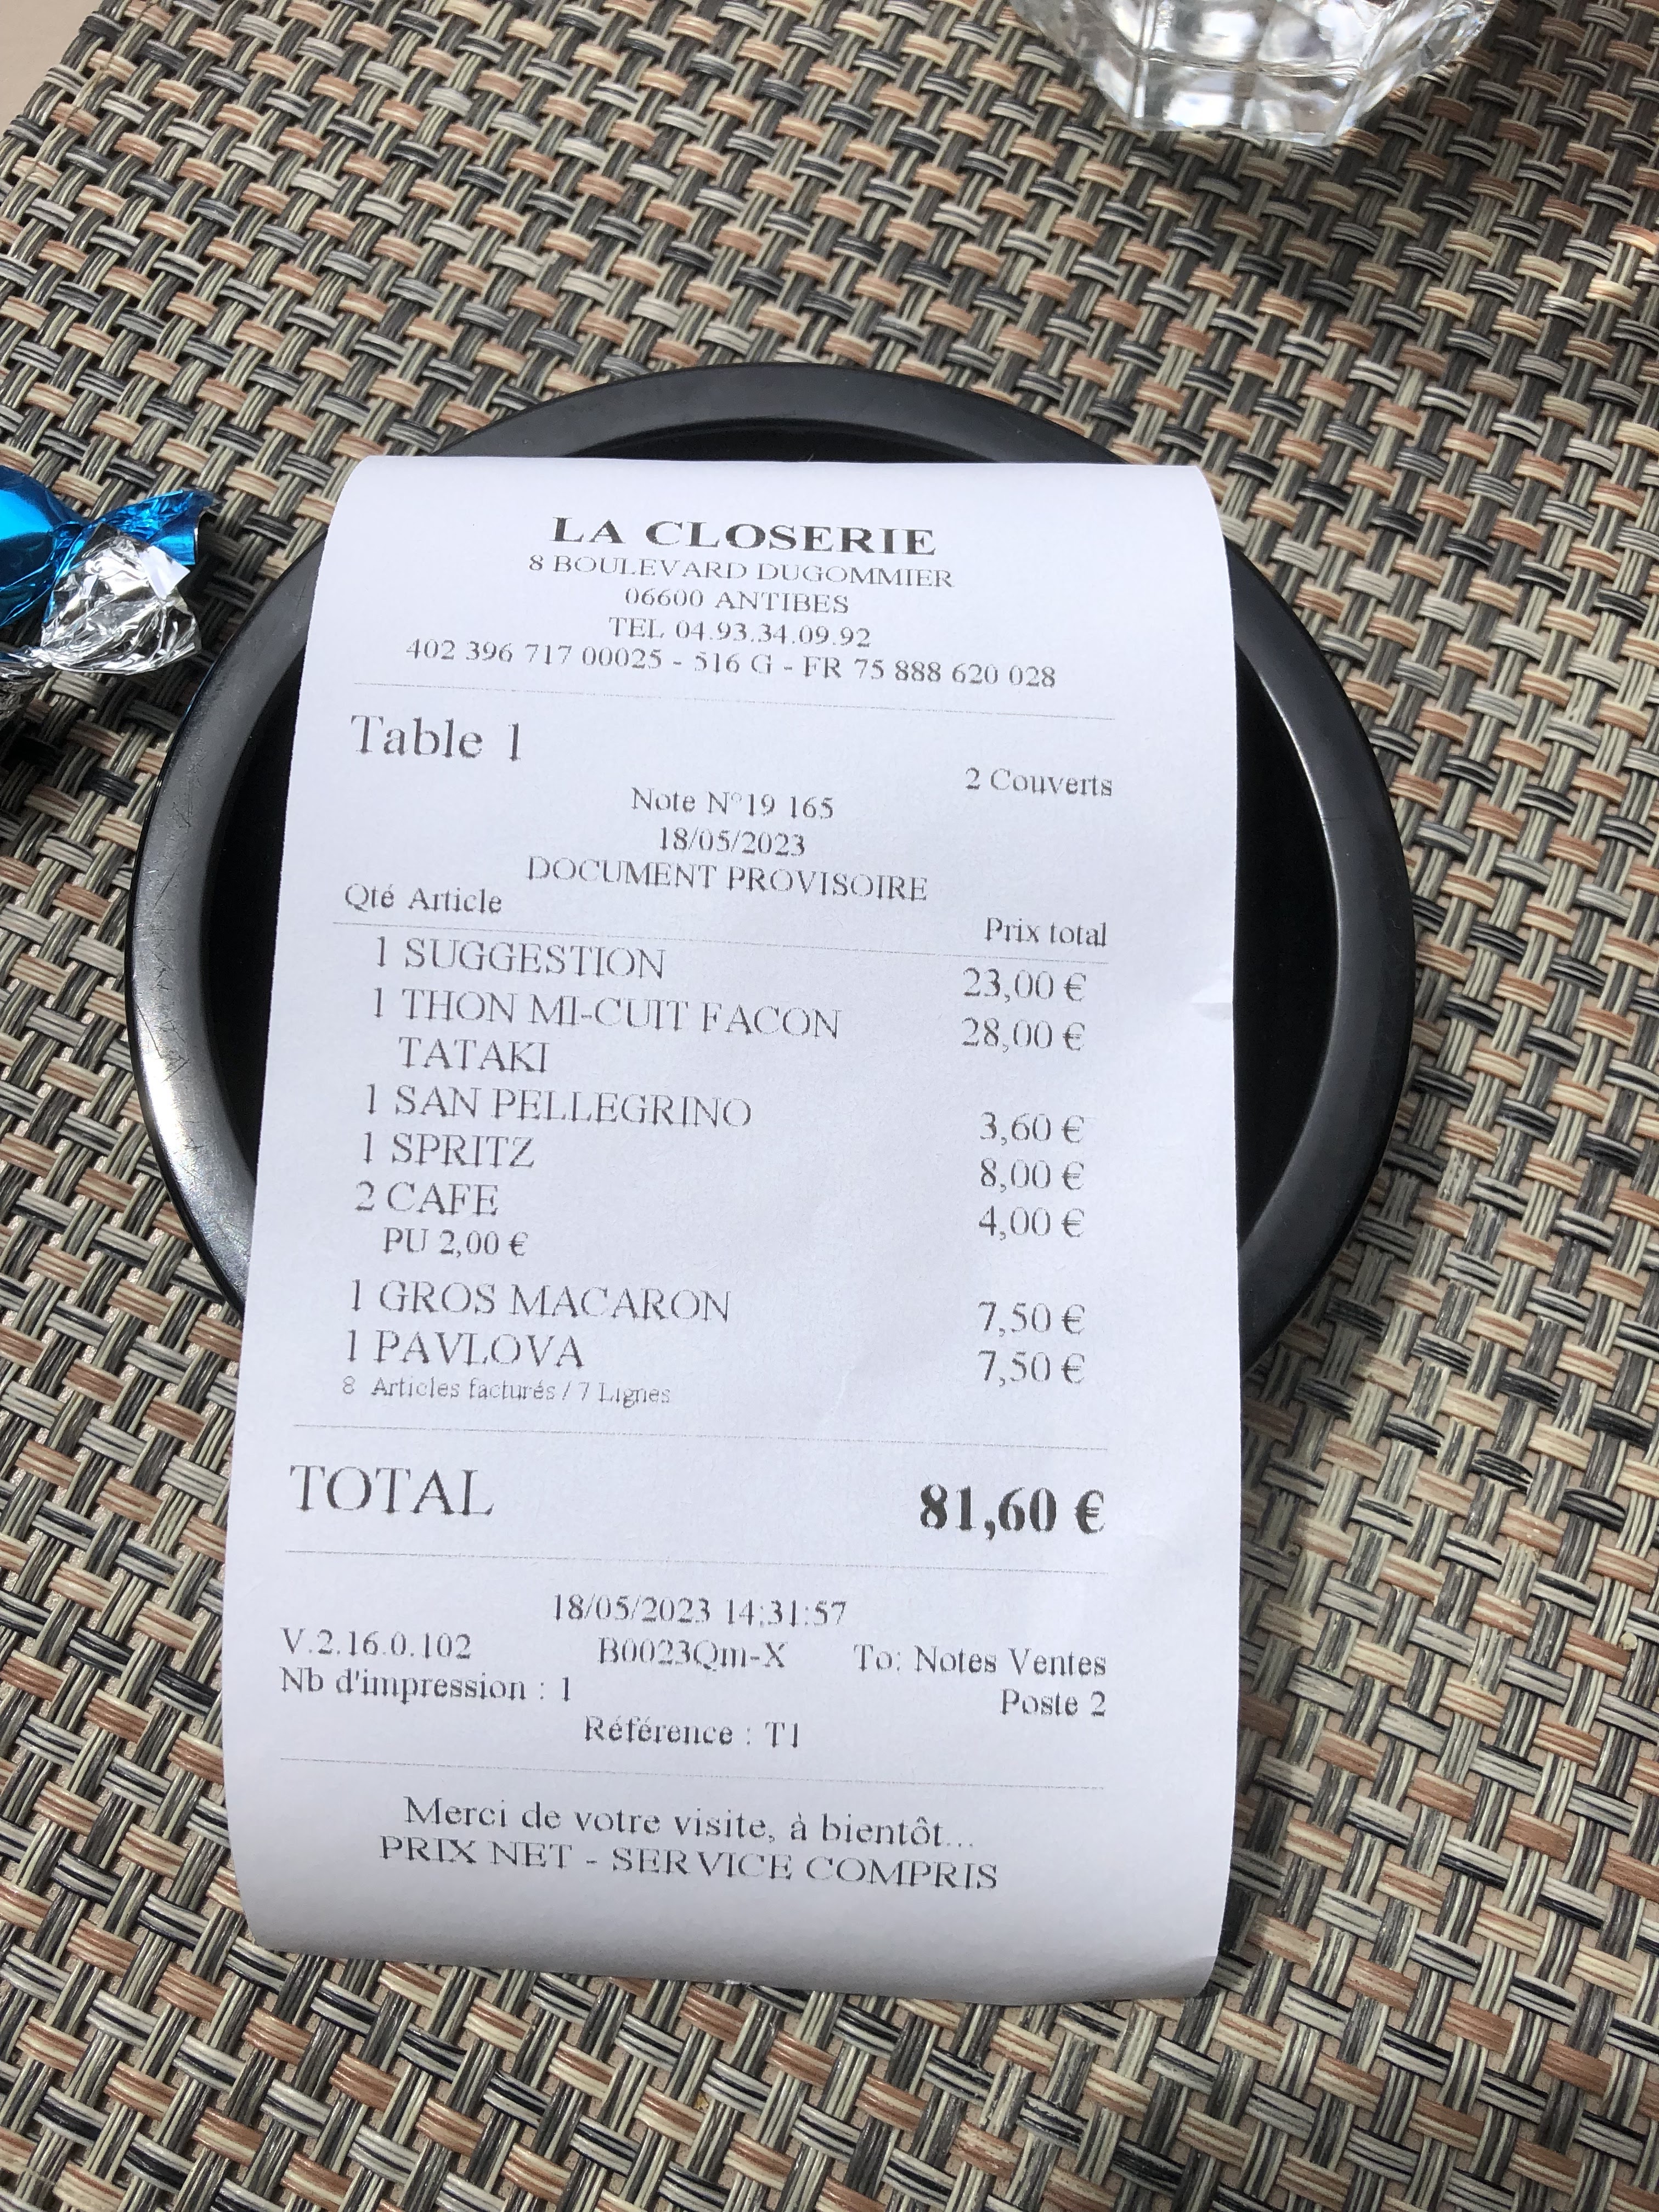 LA CLOSERIE
8 BOULEVARD DUGOMMIER
06600 ANTIBES
TEL 04.93.34.09.92
402 396 717 00025 - 516 G - FR 75 888 620 028
Table 1
2 Couverts
Note N°19 165
18/05/2023
DOCUMENT PROVISOIRE
Qté Article Prix total
1 SUGGESTION 23,00 €
1 THON MI-CUIT FACON 28,00 €
TATAKI
1 SAN PELLEGRINO 3,60 €
1 SPRITZ 8,00 €
2 CAFE 4,00 €
PU 2,00 €
1 GROS MACARON 7,50 €
1 PAVLOVA 7,50 €
8 Articles facturés / 7 Lignes
TOTAL 81,60 €
18/05/2023 14:31:57
V.2.16.0.102 B0023Qm-X To: Notes Ventes
Nb d'impression : 1 Poste 2
Référence : T1
Merci de votre visite, à bientôt...
PRIX NET - SERVICE COMPRIS